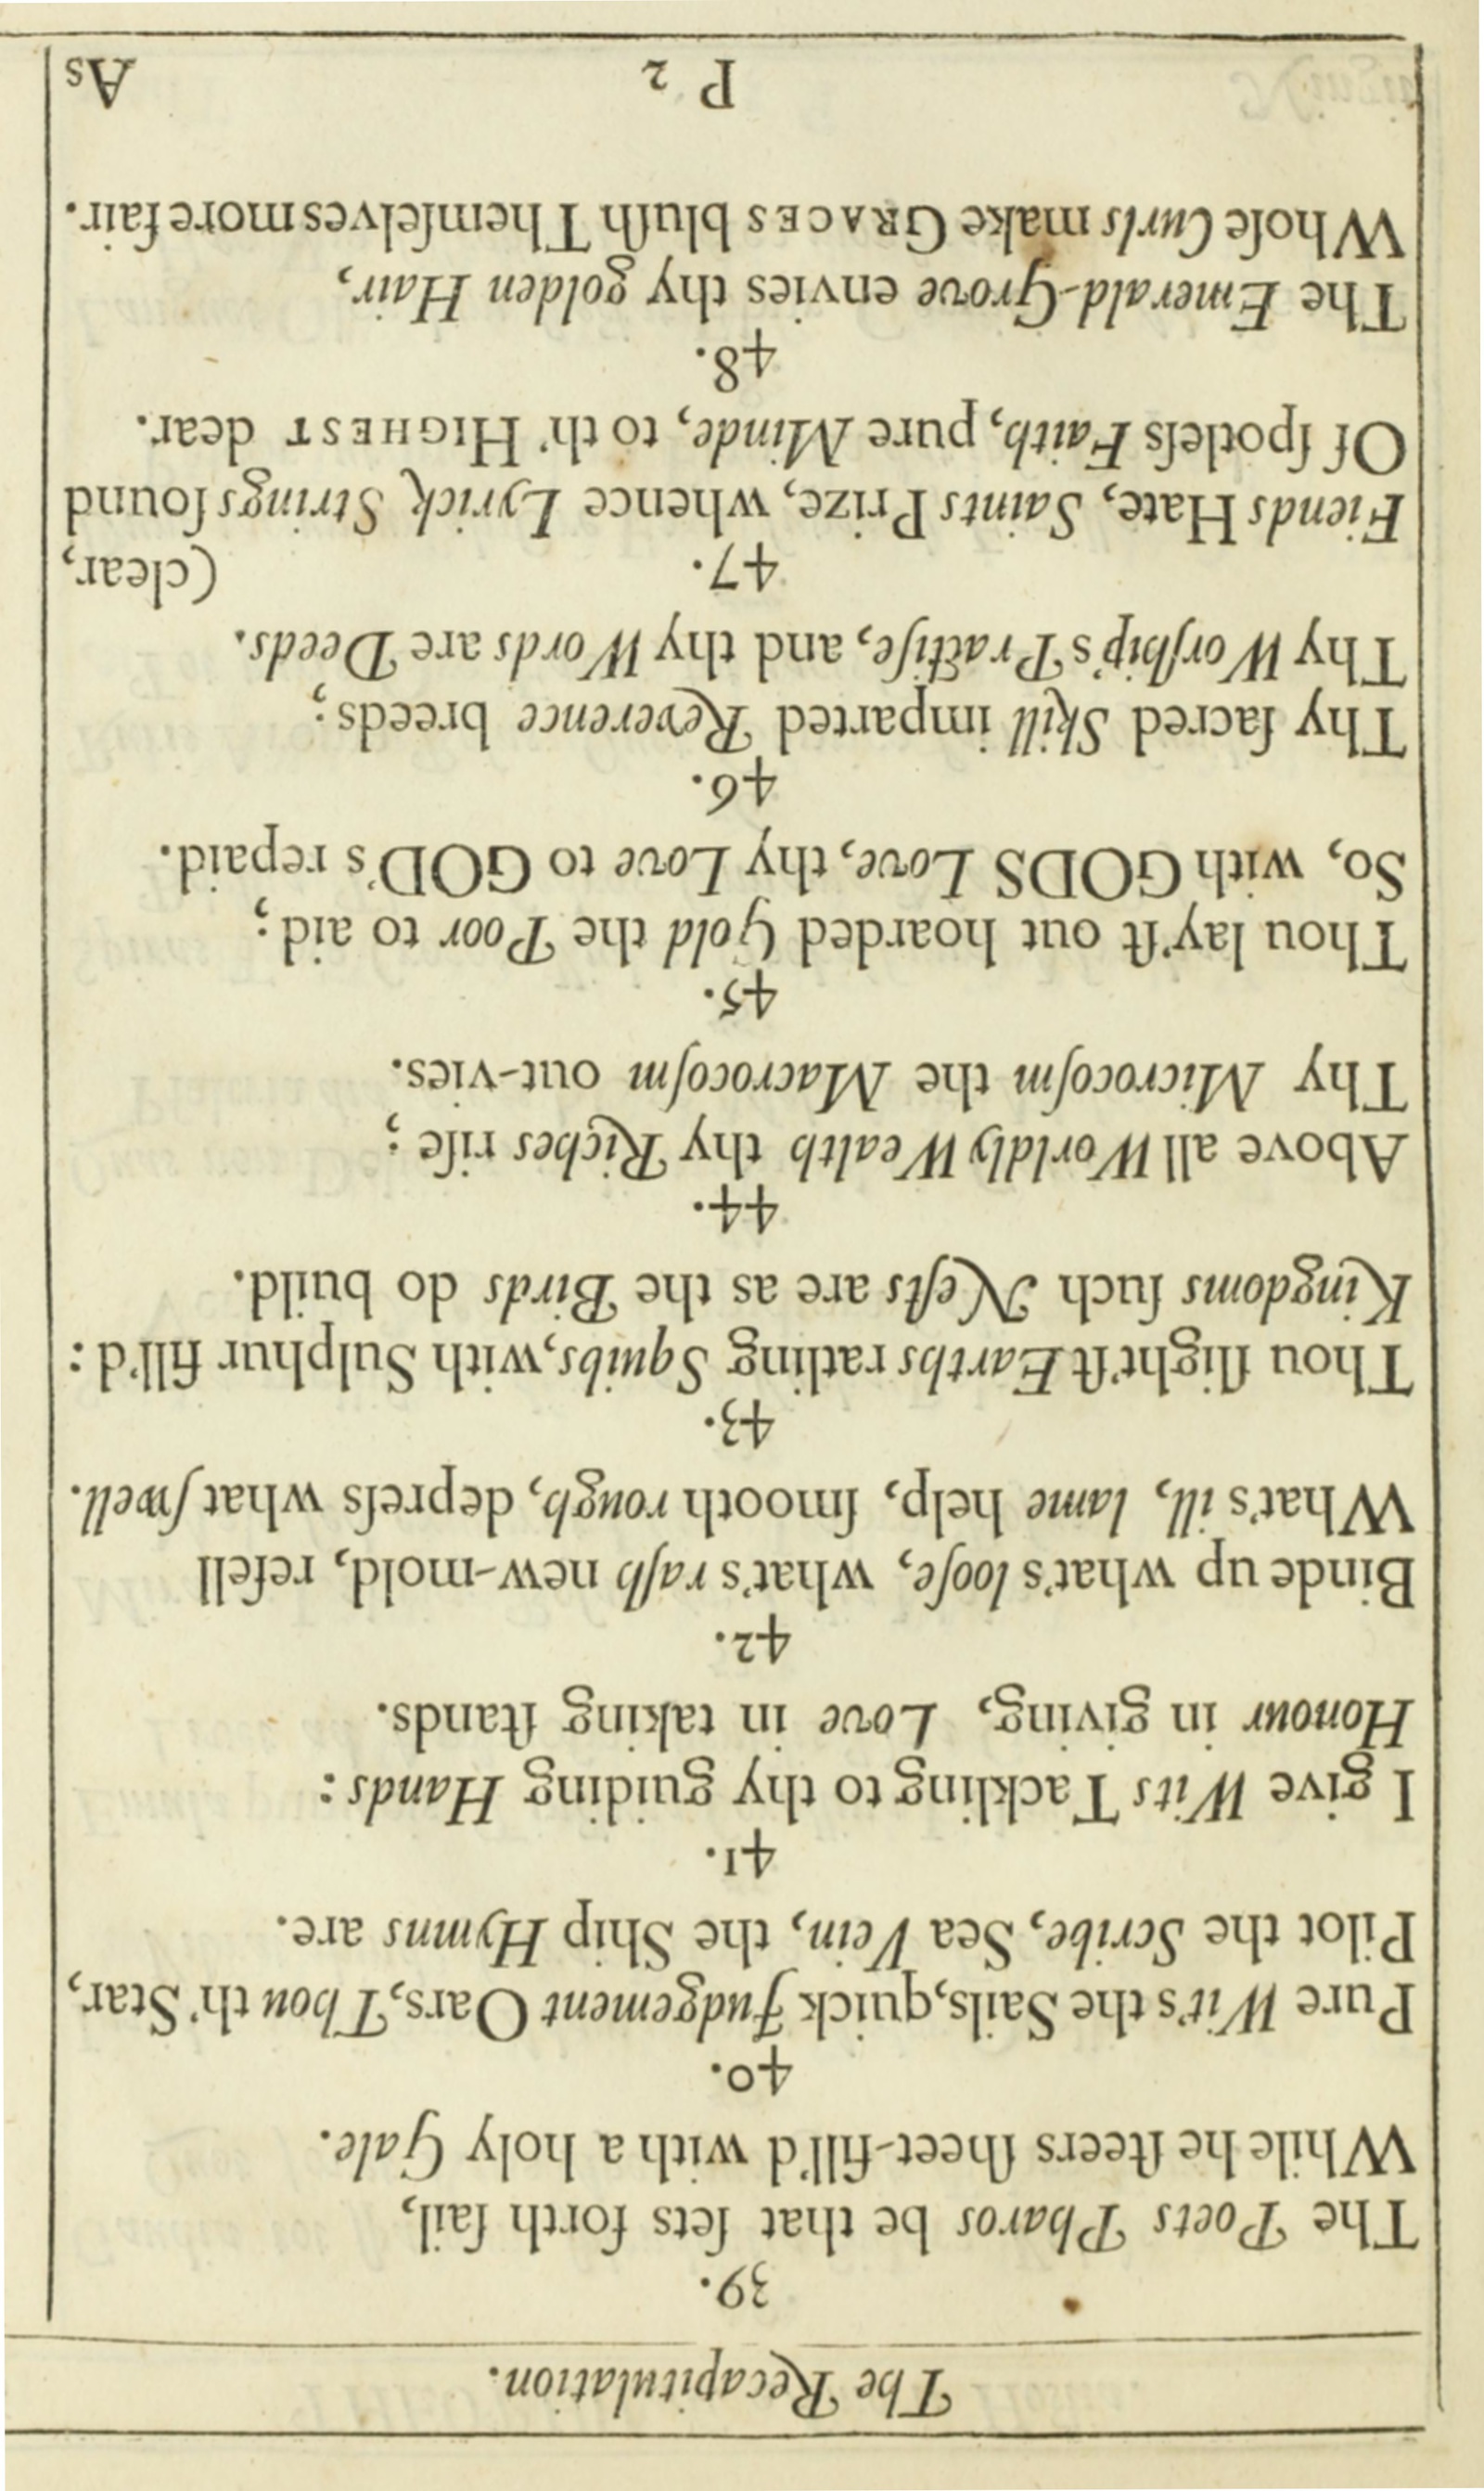 The Recapitulation.
39.
The Poets Pharos be that ſets forth ſail,
While he ſteers ſheet-fill'd with a holy Gale.
40.
Pure Wit's the Sails, quick Judgement Oars, Thou th' Star,
Pilot the Scribe, Sea Vein, the Ship Hymns are.
41.
I give Wits Tackling to thy guiding Hands:
Honour in giving, Love in taking ſtands.
42.
Binde up what's looſe, what's raſh new-mold, refell
What's ill, lame help, ſmooth rough, depreſs what ſwell.
43.
Thou ſlight'ſt Earths ratling Squibs, with Sulphur fill'd:
Kingdoms ſuch Neſts are as the Birds do build.
44.
Above all Worldly Wealth thy Riches riſe;
Thy Microcoſm the Macrocoſm out-vies.
45.
Thou lay'ſt out hoarded Gold the Poor to aid;
So, with GODS Love, thy Love to GOD's repaid.
46.
Thy ſacred Skill imparted Reverence breeds;
Thy Worſhip's Practiſe, and thy Words are Deeds.
47. (clear,
Fiends Hate, Saints Prize, whence Lyrick Strings ſound
Of ſpotleſs Faith, pure Minde, to th' HIGHEST dear.
48.
The Emerald-Grove envies thy golden Hair,
Whoſe Curls make GRACES bluſh Themſelves more fair.
P 2 As